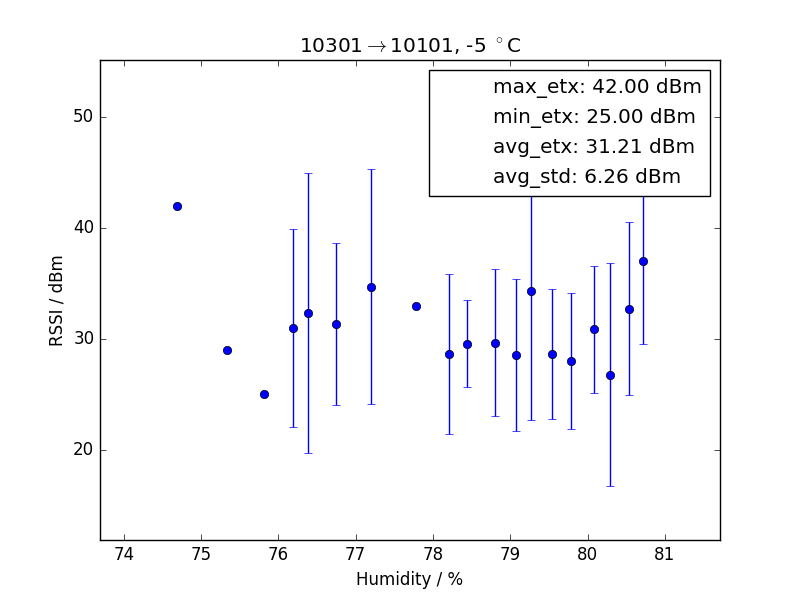 10301→10101, -5 °C
max_etx: 42.00 dBm
min_etx: 25.00 dBm
avg_etx: 31.21 dBm
avg_std: 6.26 dBm
50
40
30
20
RSSI / dBm
74 75 76 77 78 79 80 81
Humidity / %